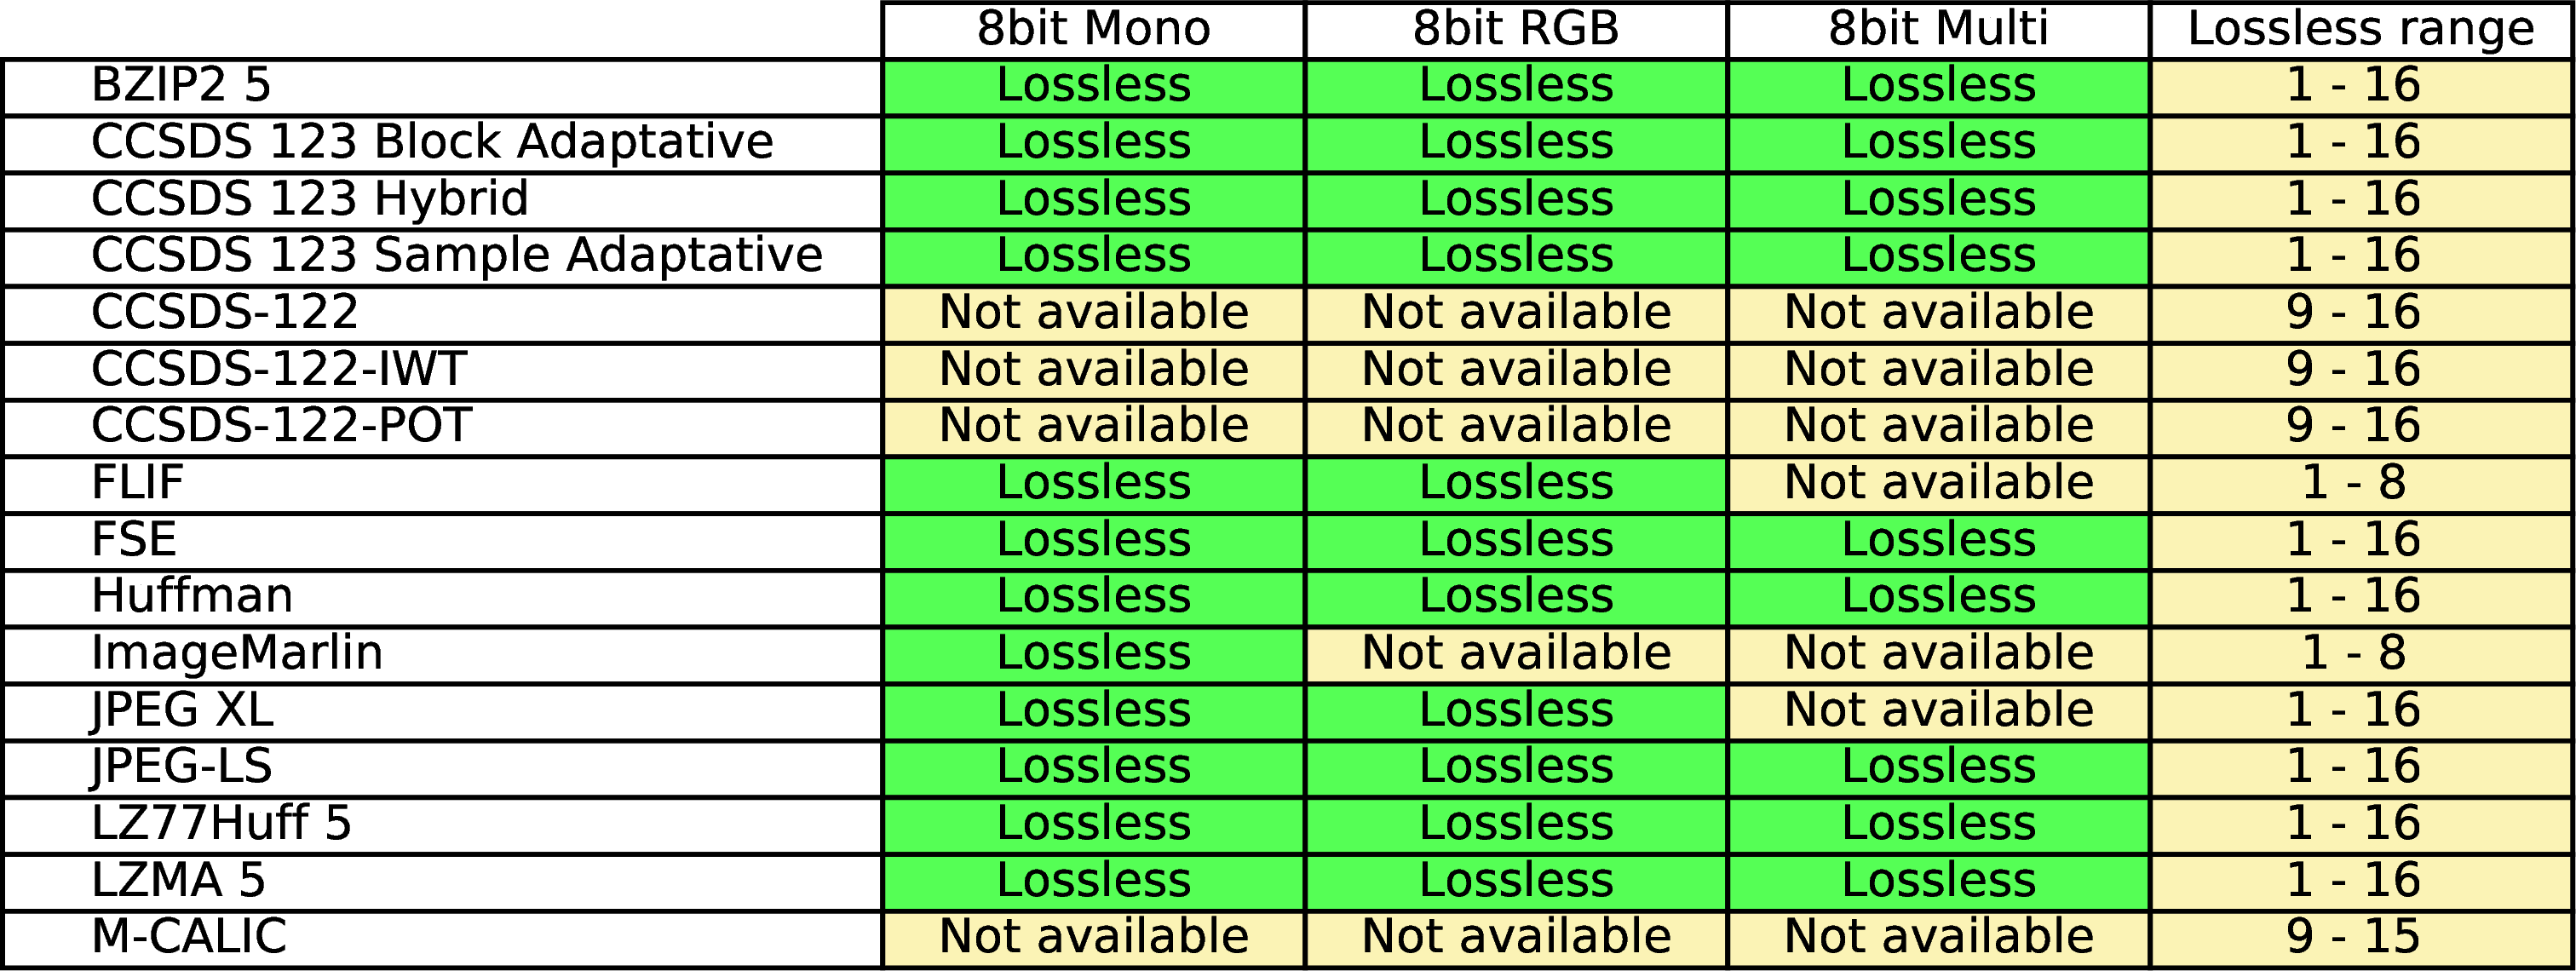 8bit Mono 8bit RGB 8bit Multi Lossless range
BZIP2 5 Lossless Lossless Lossless 1 - 16
CCSDS 123 Block Adaptative Lossless Lossless Lossless 1 - 16
CCSDS 123 Hybrid Lossless Lossless Lossless 1 - 16
CCSDS 123 Sample Adaptative Lossless Lossless Lossless 1 - 16
CCSDS-122 Not available Not available Not available 9 - 16
CCSDS-122-IWT Not available Not available Not available 9 - 16
CCSDS-122-POT Not available Not available Not available 9 - 16
FLIF Lossless Lossless Not available 1 - 8
FSE Lossless Lossless Lossless 1 - 16
Huffman Lossless Lossless Lossless 1 - 16
ImageMarlin Lossless Not available Not available 1 - 8
JPEG XL Lossless Lossless Not available 1 - 16
JPEG-LS Lossless Lossless Lossless 1 - 16
LZ77Huff 5 Lossless Lossless Lossless 1 - 16
LZMA 5 Lossless Lossless Lossless 1 - 16
M-CALIC Not available Not available Not available 9 - 15